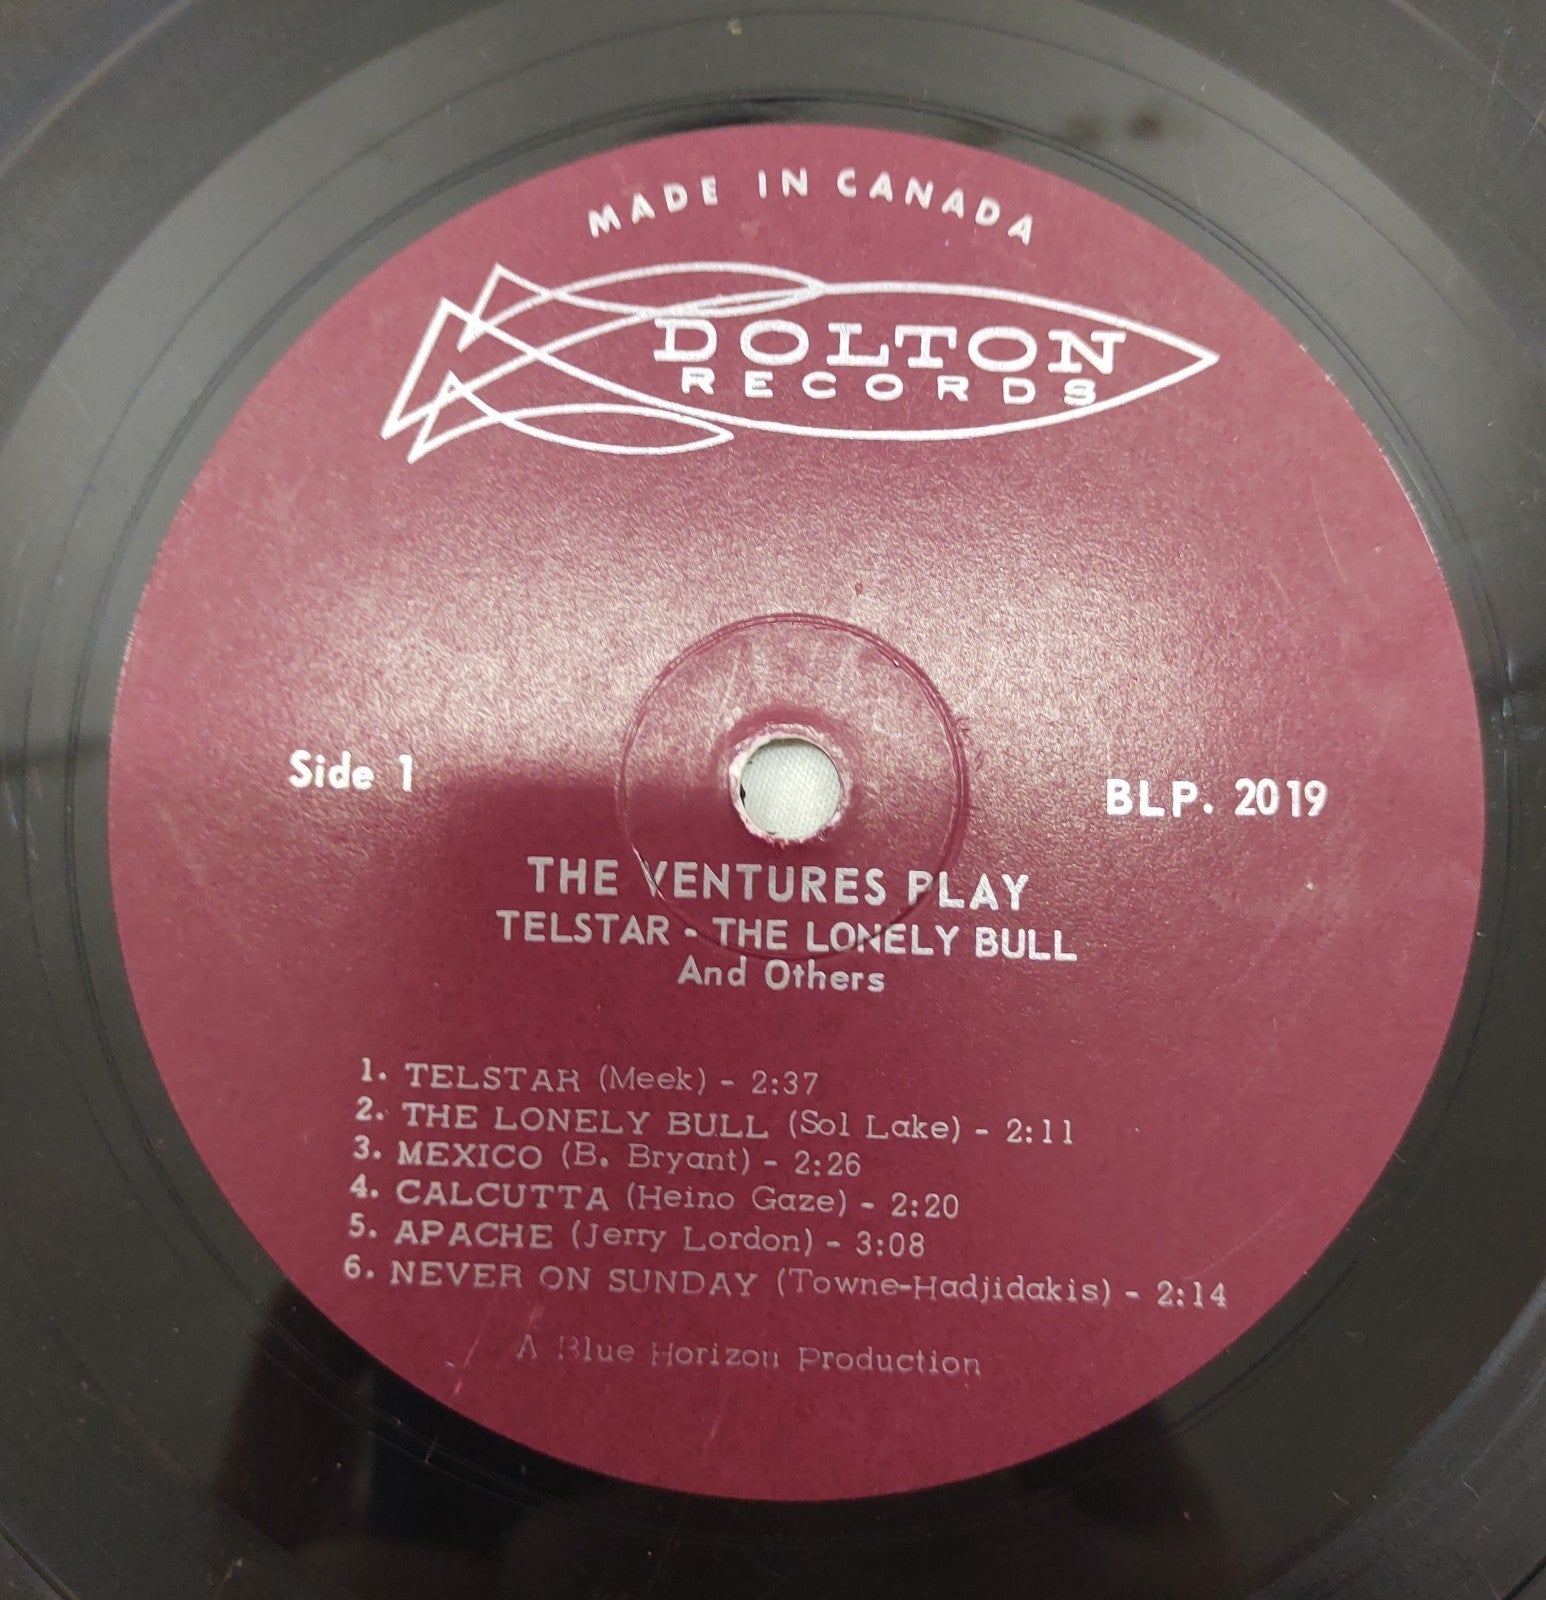 MADE IN CANADA
DOLTON
RECORDS
Side 1
BLP. 2019
THE VENTURES PLAY
TELSTAR - THE LONELY BULL
And Others
1. TELSTAR (Meek) - 2:37
2. THE LONELY BULL (Sol Lake) - 2:11
3. MEXICO (B. Bryant) - 2:26
4. CALCUTTA (Heino Gaze) - 2:20
5. APACHE (Jerry Lordon) - 3:08
6. NEVER ON SUNDAY (Towne-Hadjidakis) - 2:14
A Blue Horizon Production